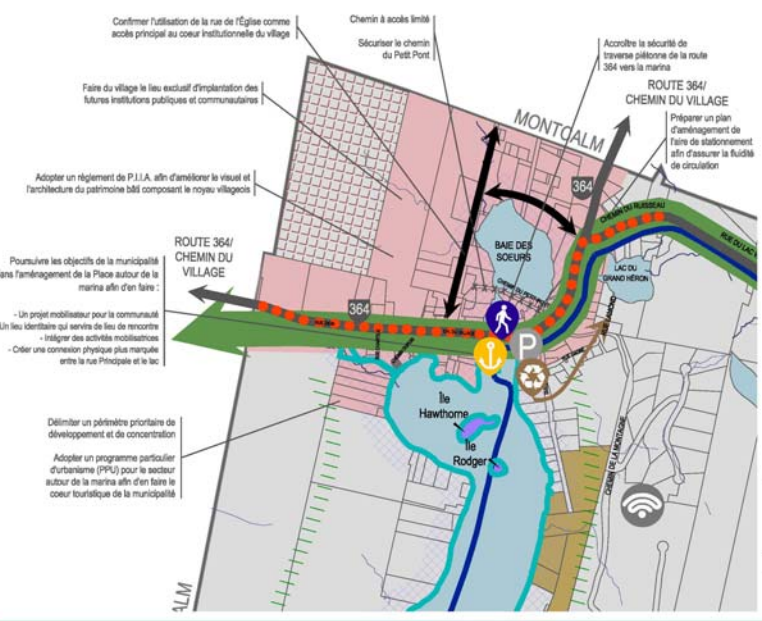 Confirmer l'utilisation de la rue de l'Église comme
accès principal au coeur institutionnelle du village
Chemin à accès limité
Sécuriser le chemin
du Petit Pont
Accroître la sécurité de
traverse piétonne de la route
364 vers la marina
ROUTE 364/
CHEMIN DU VILLAGE
Faire du village le lieu exclusif d'implantation des
futures institutions publiques et communautaires
Préparer un plan
d'aménagement de
l'aire de stationnement
afin d'assurer la fluidité
de circulation
MONTCALM
364
Adopter un règlement de P.I.I.A. afin d'améliorer le visuel et
l'architecture du patrimoine bâti composant le noyau villageois
CHEMIN DU RUISSEAU
RUE DU LAC
BAIE DES
SOEURS
ROUTE 364/
CHEMIN DU
VILLAGE
LAC DU
GRAND HÉRON
Poursuivre les objectifs de la municipalité
dans l'aménagement de la Place autour de la
marina afin d'en faire :
CHEMIN DU PETIT
364
- Un projet mobilisateur pour la communauté
Un lieu identitaire qui servira de lieu de rencontre
- Intégrer des activités mobilisatrices
- Créer une connexion physique plus marquée
entre la rue Principale et le lac
P
Île
Hawthorne
Île
Rodger
CHEMIN DE LA MONTAGNE
Délimiter un périmètre prioritaire de
développement et de concentration
Adopter un programme particulier
d'urbanisme (PPU) pour le secteur
autour de la marina afin d'en faire le
coeur touristique de la municipalité
ALM